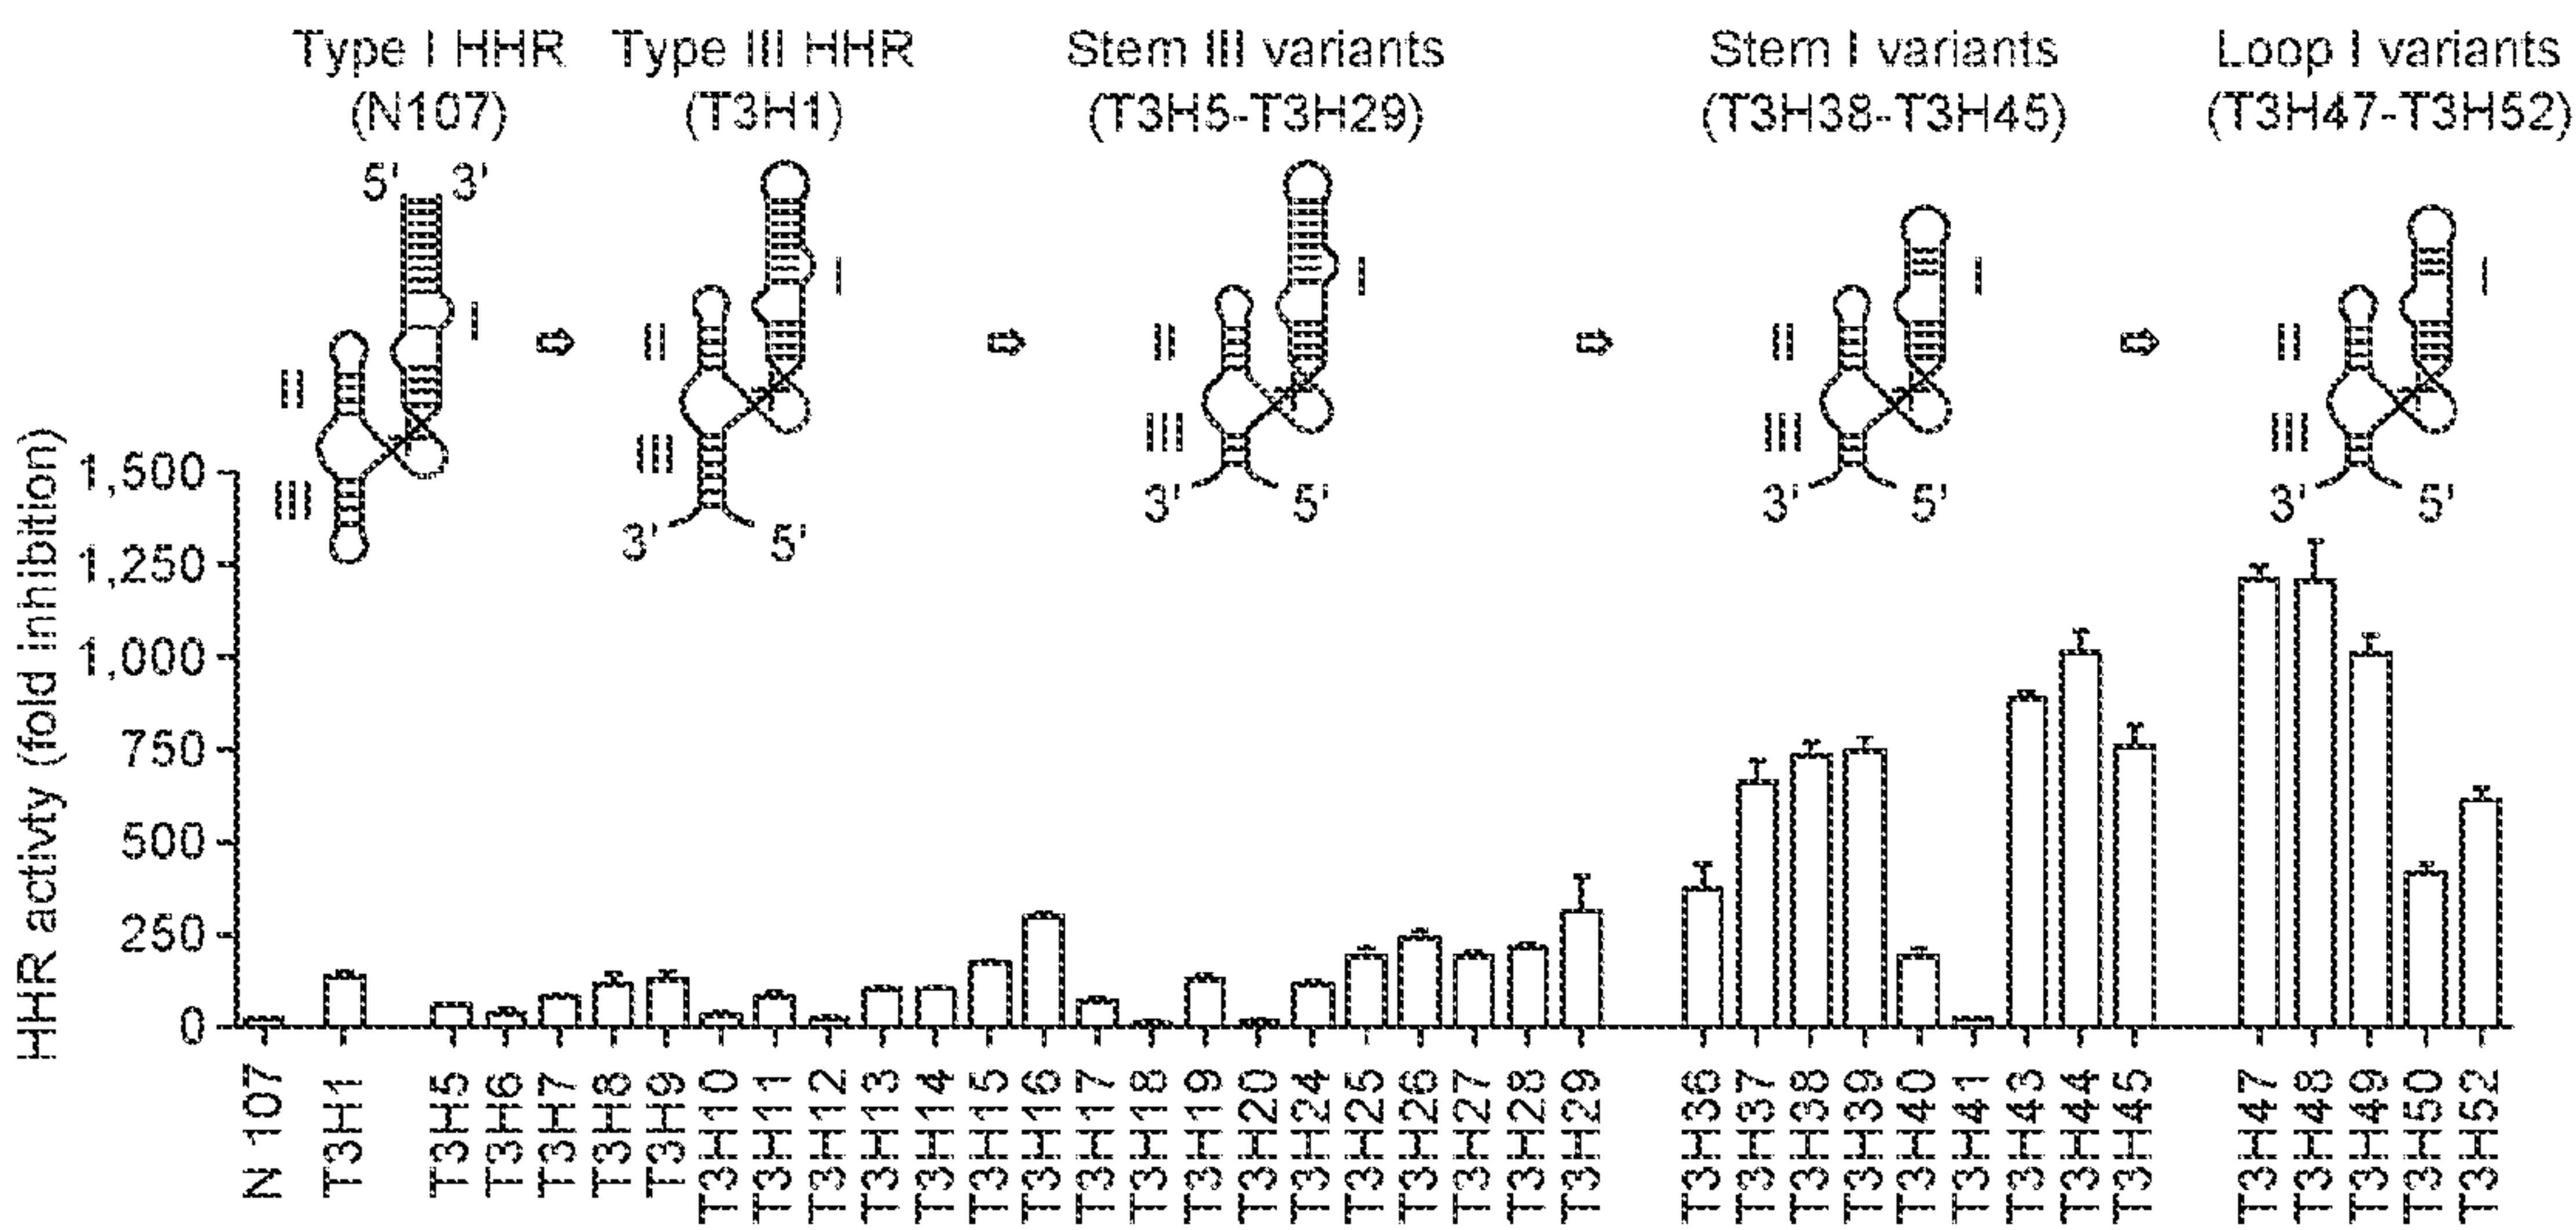 Type I HHR
(N107)
Type III HHR
(T3H1)
Stem III variants
(T3H5-T3H29)
Stem I variants
(T3H38-T3H45)
Loop I variants
(T3H47-T3H52)
5' 3'
I
II
III
I
II
III
3' 5'
I
II
III
3' 5'
I
II
III
3' 5'
I
II
III
3' 5'
HHR activty (fold inhibition)
1,500
1,250
1,000
750
500
250
0
N 107
T3H1
T3H5
T3H6
T3H7
T3H8
T3H9
T3H10
T3H11
T3H12
T3H13
T3H14
T3H15
T3H16
T3H17
T3H18
T3H19
T3H20
T3H24
T3H25
T3H26
T3H27
T3H28
T3H29
T3H36
T3H37
T3H38
T3H39
T3H40
T3H41
T3H43
T3H44
T3H45
T3H47
T3H48
T3H49
T3H50
T3H52